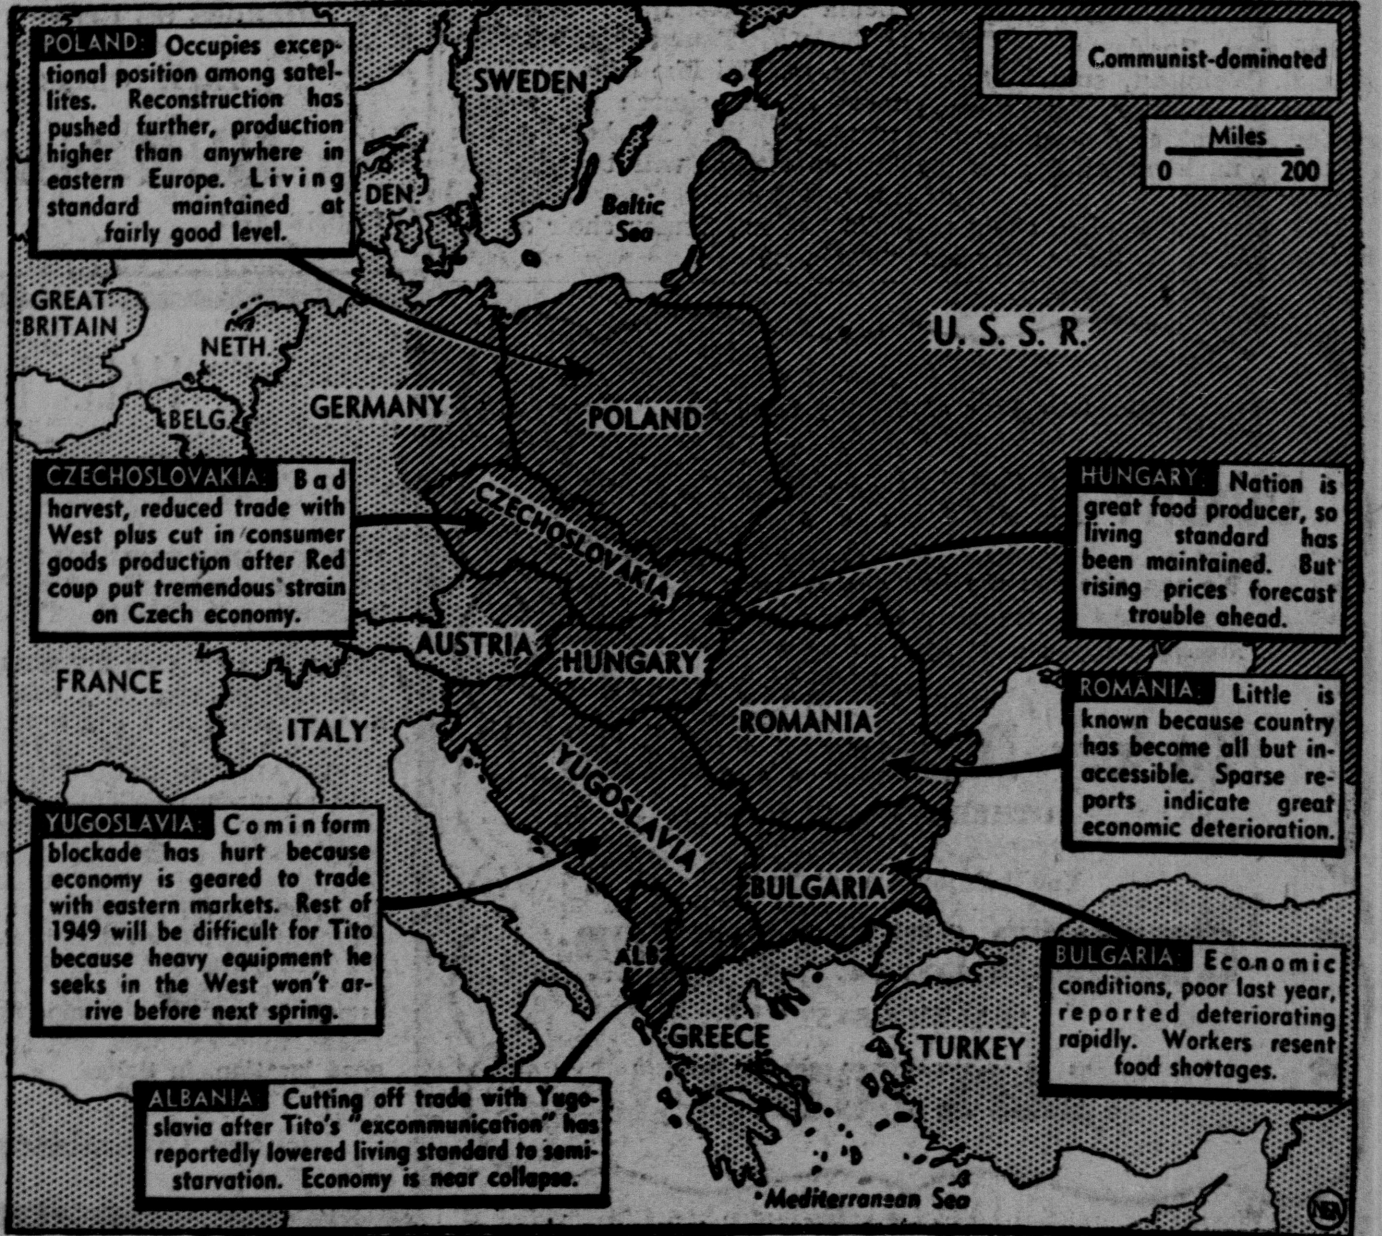 POLAND: Occupies excep-
tional position among satel-
lites. Reconstruction has
pushed further, production
higher than anywhere in
eastern Europe. Living
standard maintained at
fairly good level.
Communist-dominated
Miles
0 200
SWEDEN
DEN.
Baltic
Sea
GREAT
BRITAIN
NETH.
BELG.
GERMANY
POLAND
U. S. S. R.
CZECHOSLOVAKIA: Bad
harvest, reduced trade with
West plus cut in consumer
goods production after Red
coup put tremendous strain
on Czech economy.
CZECHOSLOVAKIA
HUNGARY: Nation is
great food producer, so
living standard has
been maintained. But
rising prices forecast
trouble ahead.
AUSTRIA
HUNGARY
FRANCE
ITALY
ROMANIA
ROMANIA: Little is
known because country
has become all but in-
accessible. Sparse re-
ports indicate great
economic deterioration.
YUGOSLAVIA
YUGOSLAVIA: Cominform
blockade has hurt because
economy is geared to trade
with eastern markets. Rest of
1949 will be difficult for Tito
because heavy equipment he
seeks in the West won't ar-
rive before next spring.
BULGARIA
ALB.
BULGARIA: Economic
conditions, poor last year,
reported deteriorating
rapidly. Workers resent
food shortages.
GREECE
TURKEY
ALBANIA: Cutting off trade with Yugo-
slavia after Tito's "excommunication" has
reportedly lowered living standard to semi-
starvation. Economy is near collapse.
Mediterranean Sea
NEA